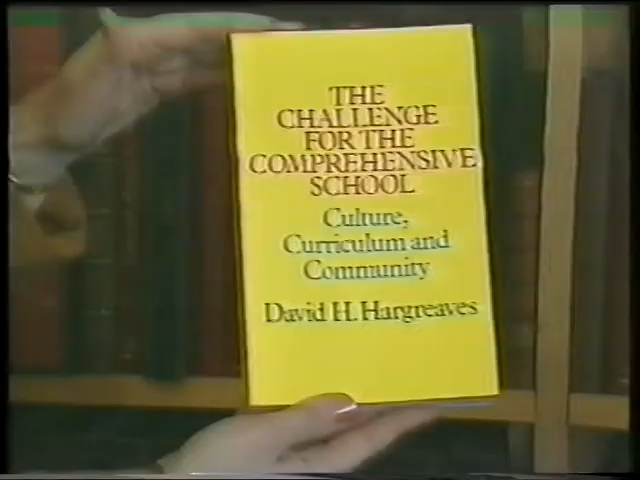 THE
CHALLENGE
FOR THE
COMPREHENSIVE
SCHOOL
Culture,
Curriculum and
Community
David H. Hargreaves